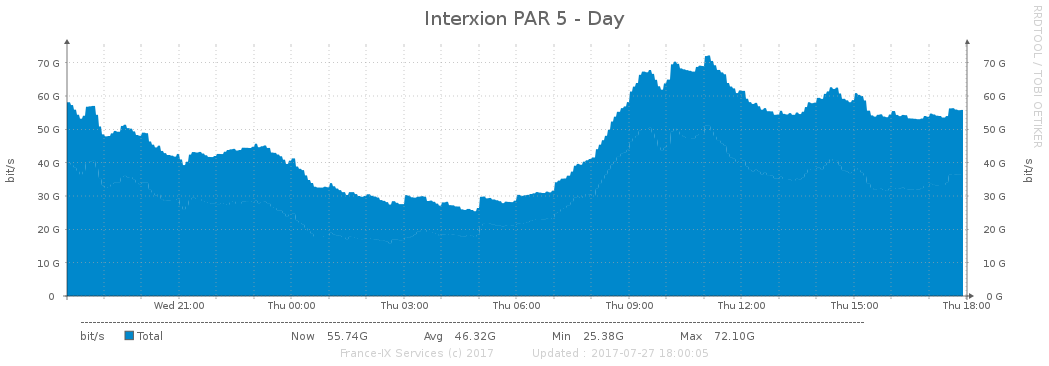 Interxion PAR 5 - Day
RRDTOOL / TOBI OETIKER
bit/s
70 G
60 G
50 G
40 G
30 G
20 G
10 G
0
70 G
60 G
50 G
40 G
30 G
20 G
10 G
0 G
bit/s
Wed 21:00 Thu 00:00 Thu 03:00 Thu 06:00 Thu 09:00 Thu 12:00 Thu 15:00 Thu 18:00
bit/s Total Now 55.74G Avg 46.32G Min 25.38G Max 72.10G
France-IX Services (c) 2017 Updated : 2017-07-27 18:00:05